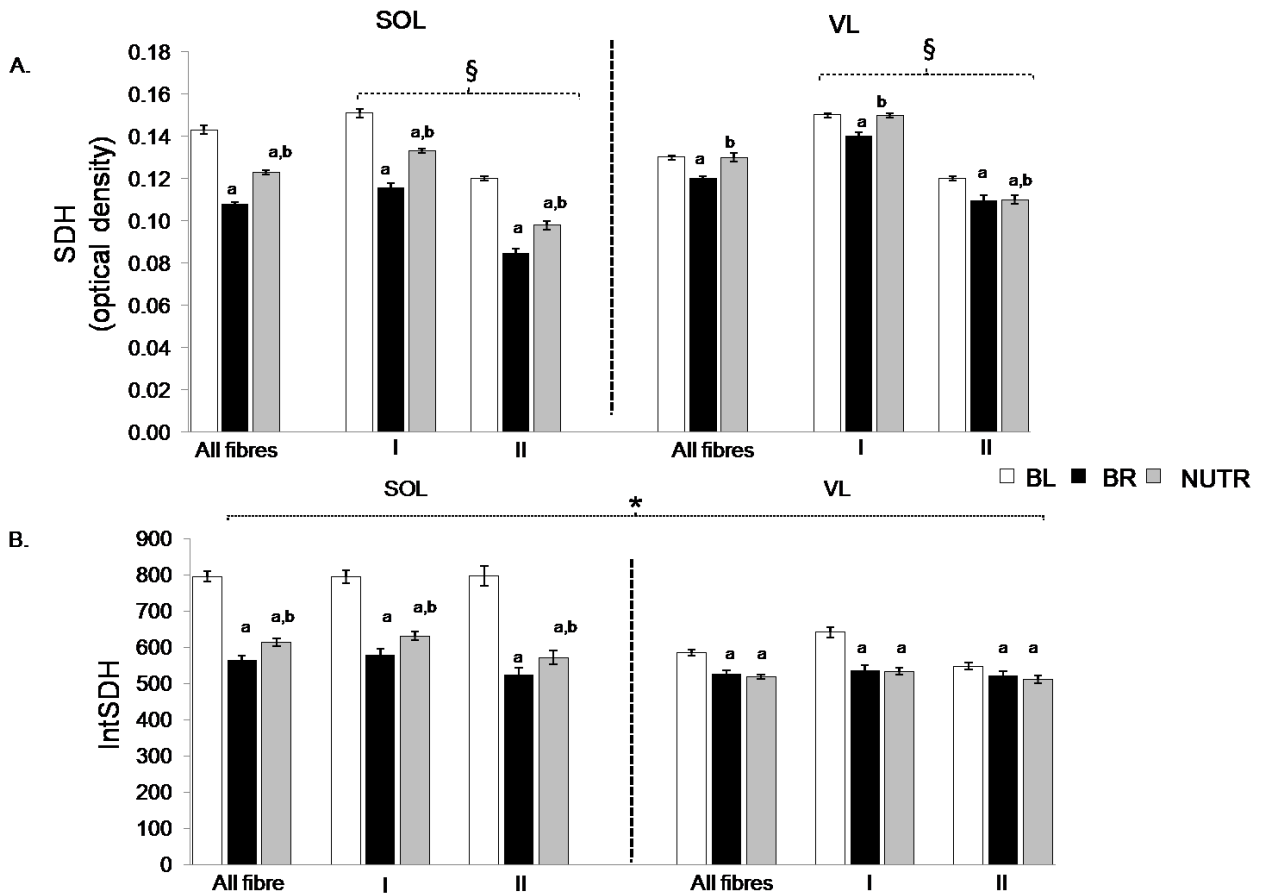 SOL VL
A.
0.18
0.16
0.14
0.12
0.10
0.08
0.06
0.04
0.02
0.00
SDH
(optical density)
§ §
a a,b a a,b a a,b a b a b a a,b
All fibres I II All fibres I II
BL BR NUTR
SOL VL
*
B.
900
800
700
600
500
400
300
200
100
0
IntSDH
a a,b a a,b a a,b a a a a a a
All fibre I II All fibres I II